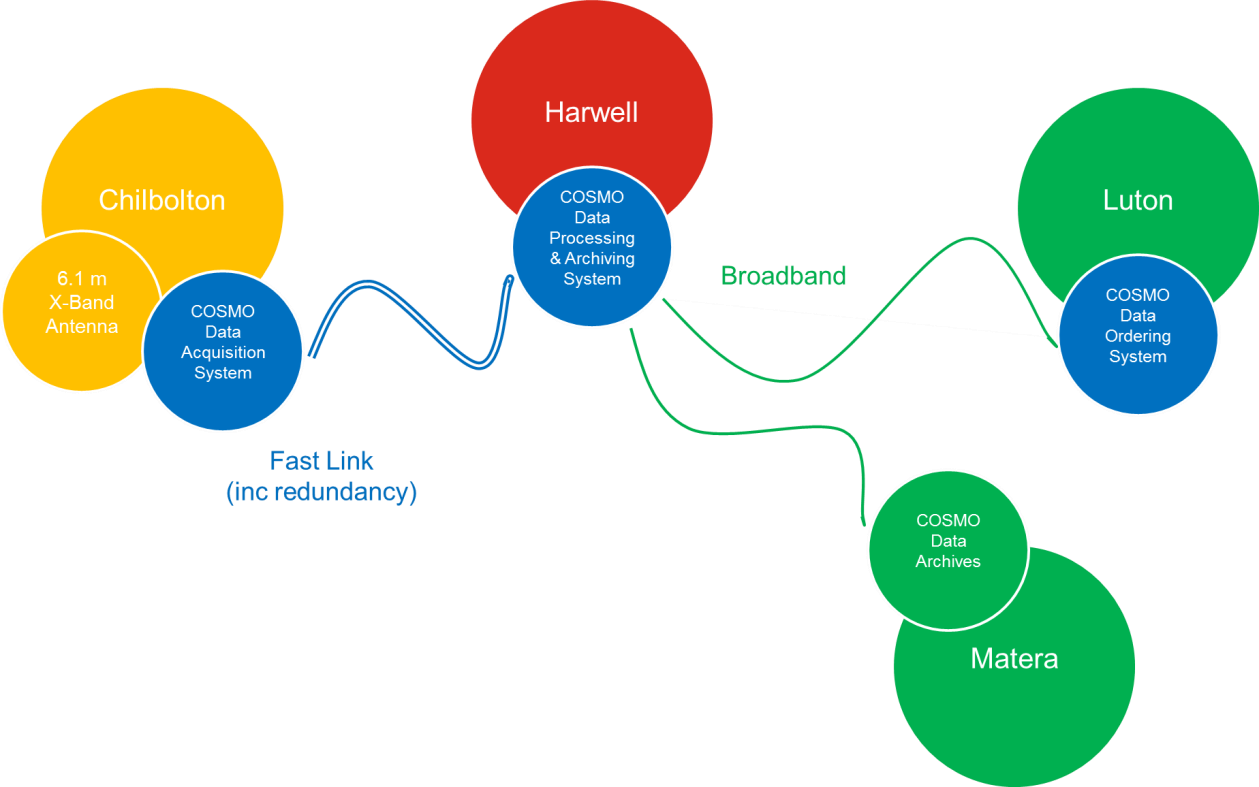 Harwell
COSMO
Data
Processing
& Archiving
System
Chilbolton
6.1 m
X-Band
Antenna
COSMO
Data
Acquisition
System
Fast Link
(inc redundancy)
Broadband
Luton
COSMO
Data
Ordering
System
COSMO
Data
Archives
Matera